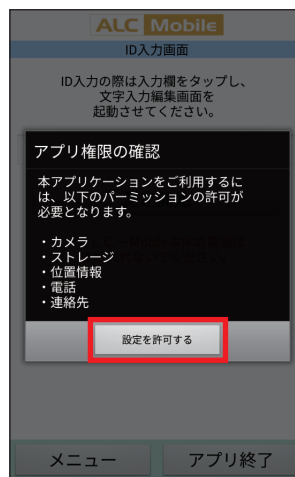 ALC Mobile
ID入力画面
ID入力の際は入力欄をタップし、
文字入力編集画面を
起動させてください。
アプリ権限の確認
本アプリケーションをご利用するに
は、以下のパーミッションの許可が
必要となります。
・カメラ
・ストレージ
・位置情報
・電話
・連絡先
設定を許可する
メニュー
アプリ終了